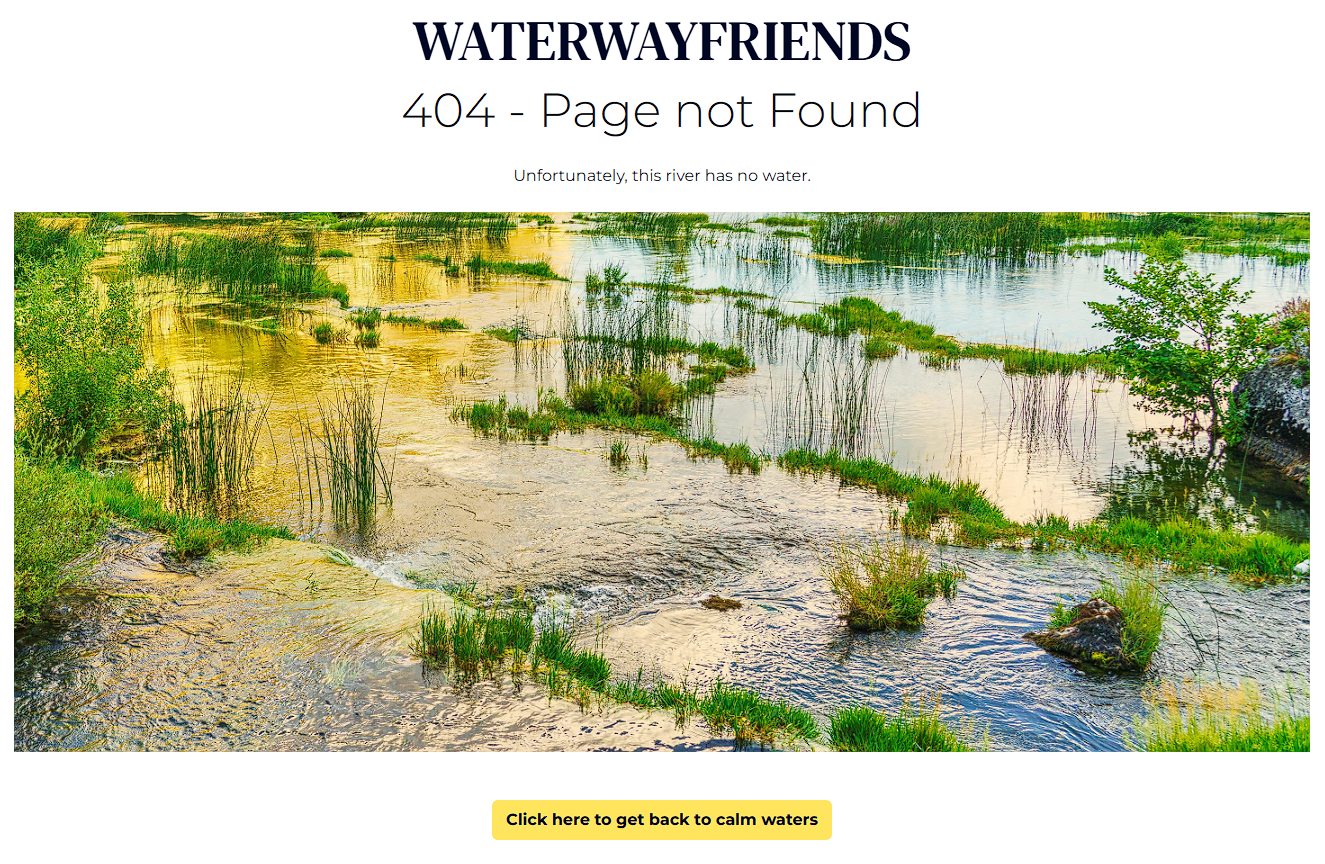 WATERWAYFRIENDS
404 - Page not Found
Unfortunately, this river has no water.
Click here to get back to calm waters